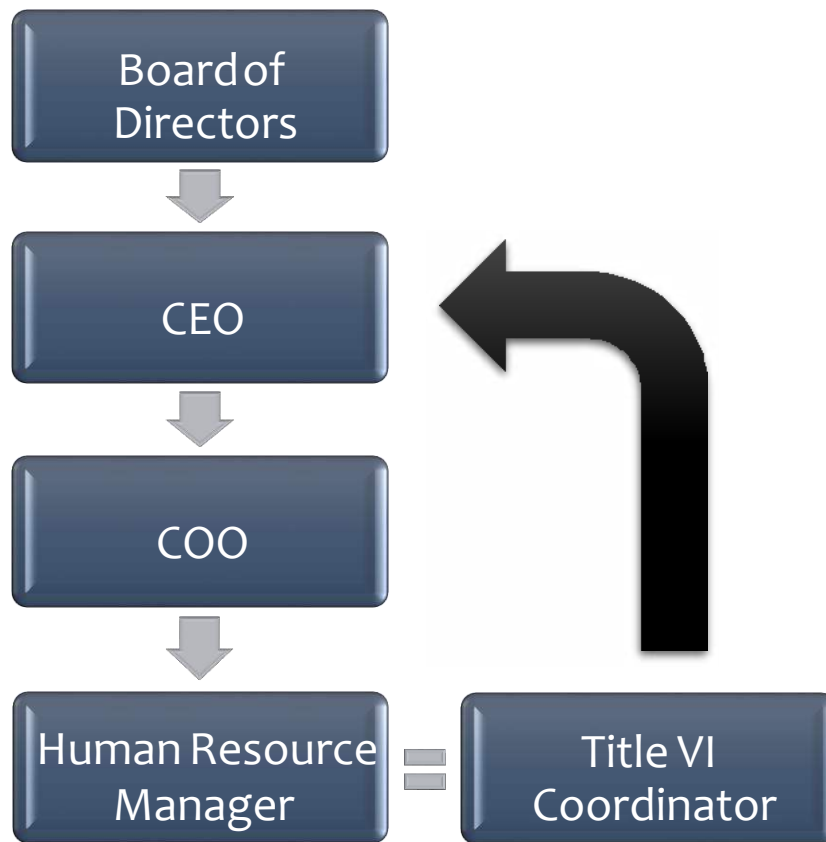 Board of
Directors
CEO
COO
Human Resource
Manager
Title VI
Coordinator